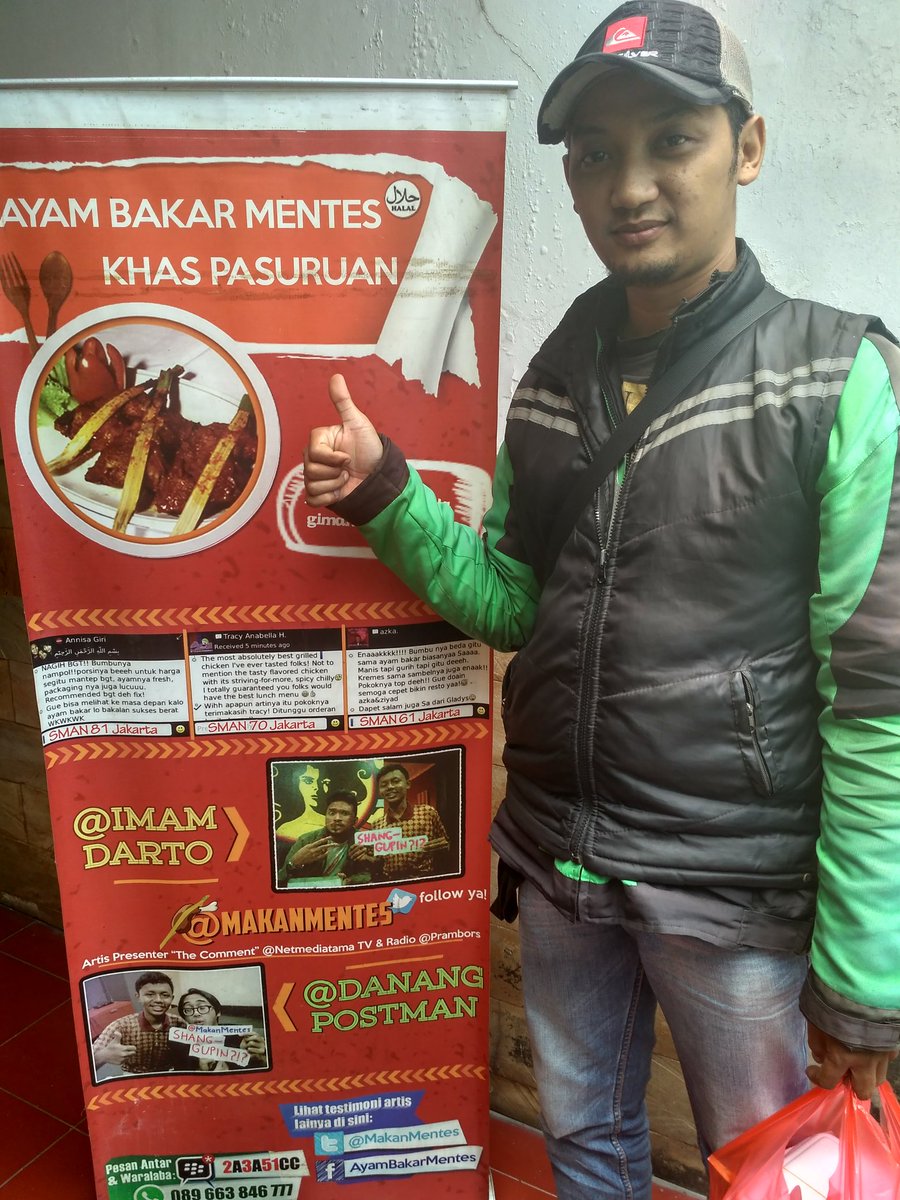 QUIKSILVER
AYAM BAKAR MENTES
حلال
HALAL
KHAS PASURUAN
Annisa Giri
بسم الله الرحمن الرحيم
NAGIH BGT!! Bumbunya
nampol!!porsinya beeeh untuk harga
segitu mantep bgt, ayamnya fresh,
packaging nya juga lucuuu.
Recommended bgt deh fix!
Gue bisa melihat ke masa depan kalo
ayam bakar lo bakalan sukses berat
WKWKWK
SMAN 81 Jakarta
Tracy Anabella H.
Received 5 minutes ago
The most absolutely best grilled
chicken I've ever tasted folks! Not to
mention the tasty flavored chicken
with its striving-for-more, spicy chilly
I totally guaranteed you folks would
have the best lunch menu
Wihh apapun artinya itu pokoknya
terimakasih tracy! Ditunggu orderan
SMAN 70 Jakarta
azka.
Enaaakkkk!!!! Bumbu nya beda gitu
sama ayam bakar biasanyaa Saaaa.
Manis tapi gurih tapi gitu deeeh.
Kremes sama sambelnya juga enaak!!
Pokoknya top deeh!! Gue doain
semoga cepet bikin resto yaa!
azka&ziyad
Dapet salam juga Sa dari Gladys
SMAN 61 Jakarta
@IMAM
DARTO
SHANG-
GUPIN?!?
follow ya!
@MAKANMENTES
Artis Presenter "The Comment" @Netmediatama TV & Radio @Prambors
@DANANG
POSTMAN
@MakanMentes
SHANG-
GUPIN?!?
Lihat testimoni artis
lainya di sini:
@MakanMentes
AyamBakarMentes
Pesan Antar
& Waralaba:
2A3A51CC
089 663 846 777